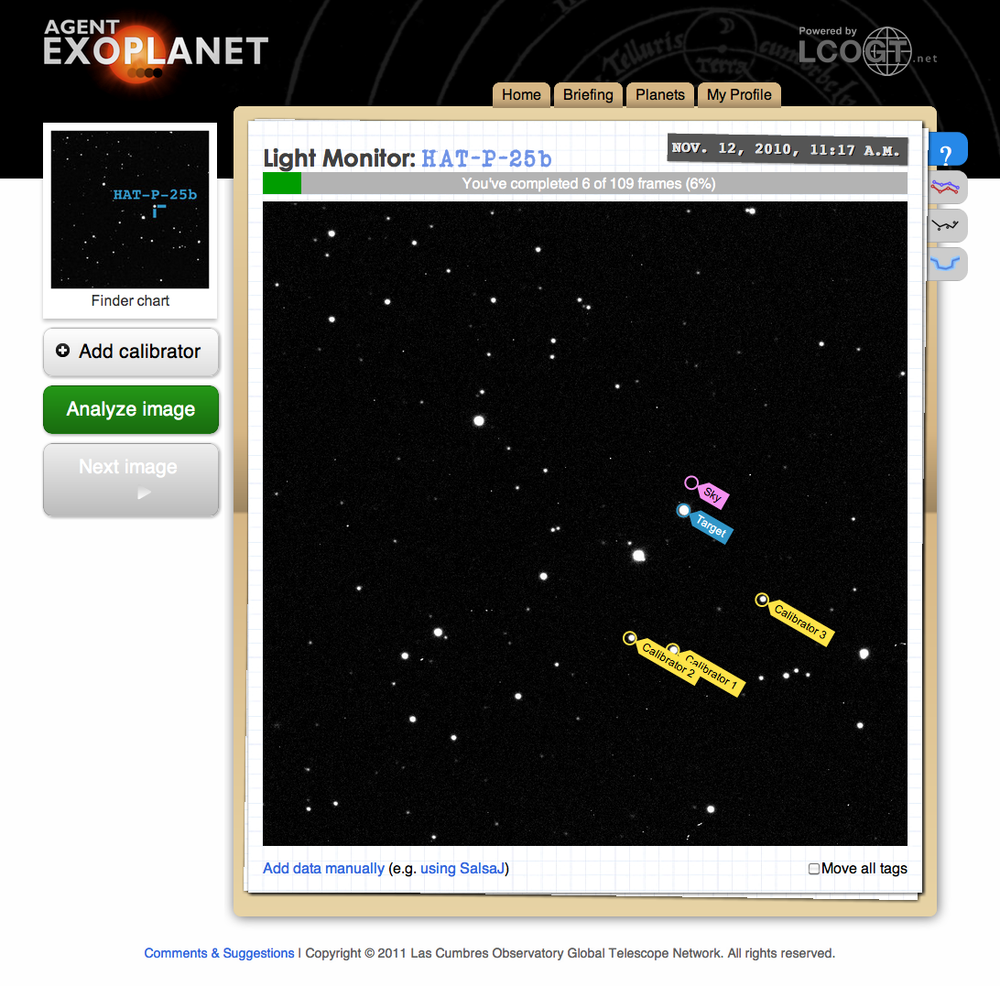 AGENT
EXOPLANET
Powered by
LCOGT.net
Telluris
terra
Home
Briefing
Planets
My Profile
HAT-P-25b
Finder chart
Add calibrator
Analyze image
Next image
Light Monitor: HAT-P-25b
NOV. 12, 2010, 11:17 A.M.
?
You've completed 6 of 109 frames (6%)
Sky
Target
Calibrator 3
Calibrator 2
Calibrator 1
Add data manually (e.g. using SalsaJ)
Move all tags
Comments & Suggestions | Copyright © 2011 Las Cumbres Observatory Global Telescope Network. All rights reserved.